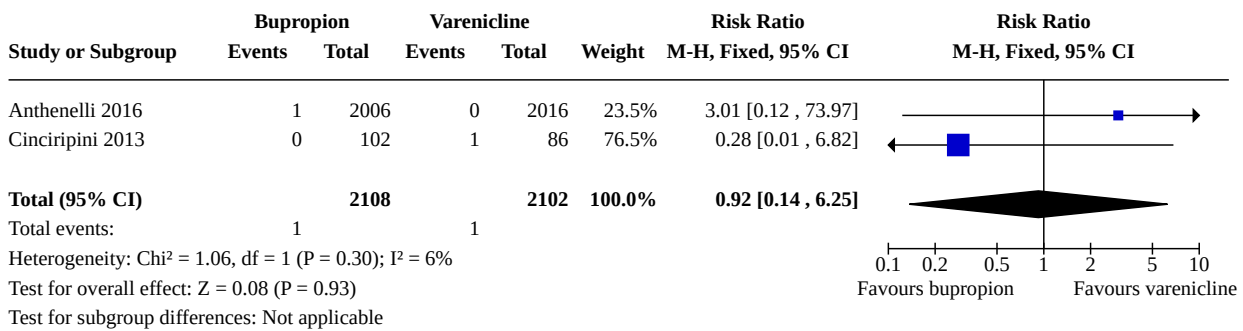 Bupropion Varenicline Risk Ratio Risk Ratio
Study or Subgroup Events Total Events Total Weight M-H, Fixed, 95% CI M-H, Fixed, 95% CI
Anthenelli 2016 1 2006 0 2016 23.5% 3.01 [0.12 , 73.97]
Cinciripini 2013 0 102 1 86 76.5% 0.28 [0.01 , 6.82]
Total (95% CI) 2108 2102 100.0% 0.92 [0.14 , 6.25]
Total events: 1 1
Heterogeneity: Chi² = 1.06, df = 1 (P = 0.30); I² = 6%
0.1 0.2 0.5 1 2 5 10
Test for overall effect: Z = 0.08 (P = 0.93)
Favours bupropion Favours varenicline
Test for subgroup differences: Not applicable